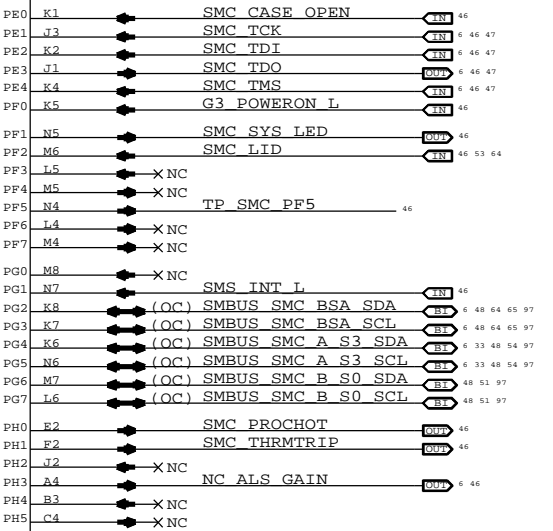 PE0 K1 SMC_CASE_OPEN IN 46
PE1 J3 SMC_TCK IN 6 46 47
PE2 K2 SMC_TDI IN 6 46 47
PE3 J1 SMC_TDO OUT 6 46 47
PE4 K4 SMC_TMS IN 6 46 47
PF0 K5 G3_POWERON_L IN 46
PF1 N5 SMC_SYS_LED OUT 46
PF2 M6 SMC_LID IN 46 53 64
PF3 L5 NC
PF4 M5 NC
PF5 N4 TP_SMC_PF5 46
PF6 L4 NC
PF7 M4 NC
PG0 M8 NC
PG1 N7 SMS_INT_L IN 46
PG2 K8 (OC) SMBUS_SMC_BSA_SDA BI 6 48 64 65 97
PG3 K7 (OC) SMBUS_SMC_BSA_SCL BI 6 48 64 65 97
PG4 K6 (OC) SMBUS_SMC_A_S3_SDA BI 6 33 48 54 97
PG5 N6 (OC) SMBUS_SMC_A_S3_SCL BI 6 33 48 54 97
PG6 M7 (OC) SMBUS_SMC_B_S0_SDA BI 48 51 97
PG7 L6 (OC) SMBUS_SMC_B_S0_SCL BI 48 51 97
PH0 E2 SMC_PROCHOT OUT 46
PH1 F2 SMC_THRMTRIP OUT 46
PH2 J2 NC
PH3 A4 NC_ALS_GAIN OUT 6 46
PH4 B3 NC
PH5 C4 NC